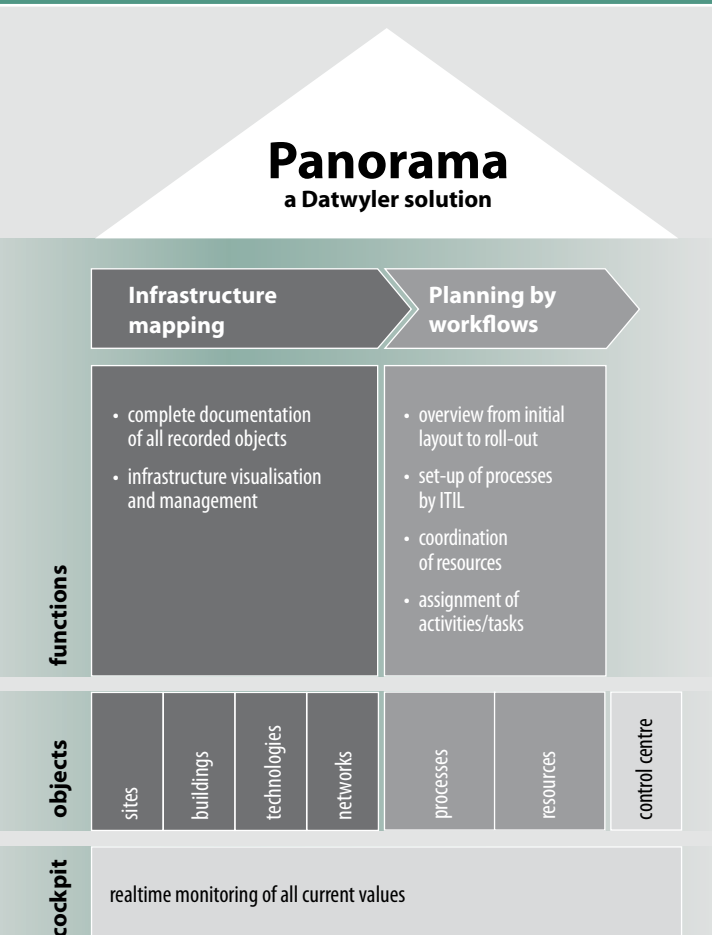 Panorama
a Datwyler solution
Infrastructure
mapping
Planning by
workflows
functions
• complete documentation
of all recorded objects
• infrastructure visualisation
and management
• overview from initial
layout to roll-out
• set-up of processes
by ITIL
• coordination
of resources
• assignment of
activities/tasks
objects
sites
buildings
technologies
networks
processes
resources
control centre
cockpit
realtime monitoring of all current values